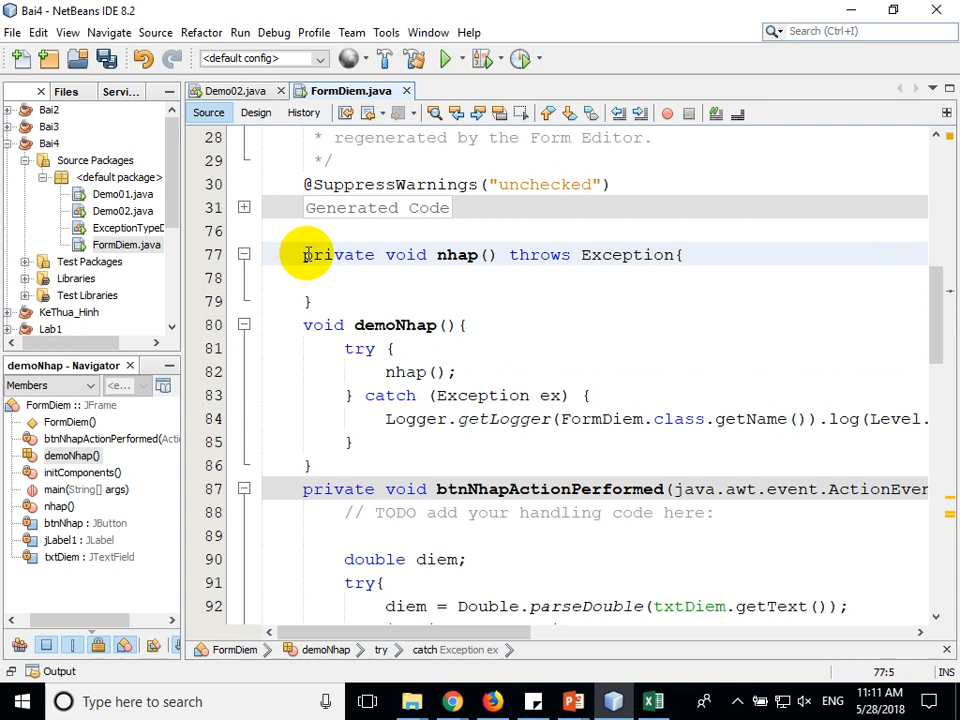 Bai4 - NetBeans IDE 8.2
File Edit View Navigate Source Refactor Run Debug Profile Team Tools Window Help
Search (Ctrl+I)
<default config>
Files Servi...
Demo02.java
FormDiem.java
Source Design History
Bai2
Bai3
Bai4
Source Packages
<default package>
Demo01.java
Demo02.java
ExceptionTypeD
FormDiem.java
Test Packages
Libraries
Test Libraries
KeThua_Hinh
Lab1
demoNhap - Navigator
Members <e...
FormDiem :: JFrame
FormDiem()
btnNhapActionPerformed(Actio
demoNhap()
initComponents()
main(String[] args)
nhap()
btnNhap : JButton
jLabel1 : JLabel
txtDiem : JTextField
28 * regenerated by the Form Editor.
29 */
30 @SuppressWarnings("unchecked")
31 Generated Code
76
77 private void nhap() throws Exception{
78
79 }
80 void demoNhap(){
81 try {
82 nhap();
83 } catch (Exception ex) {
84 Logger.getLogger(FormDiem.class.getName()).log(Level.
85 }
86 }
87 private void btnNhapActionPerformed(java.awt.event.ActionEven
88 // TODO add your handling code here:
89
90 double diem;
91 try{
92 diem = Double.parseDouble(txtDiem.getText());
FormDiem demoNhap try catch Exception ex
Output
77:5 INS
Type here to search
ENG
11:11 AM
5/28/2018